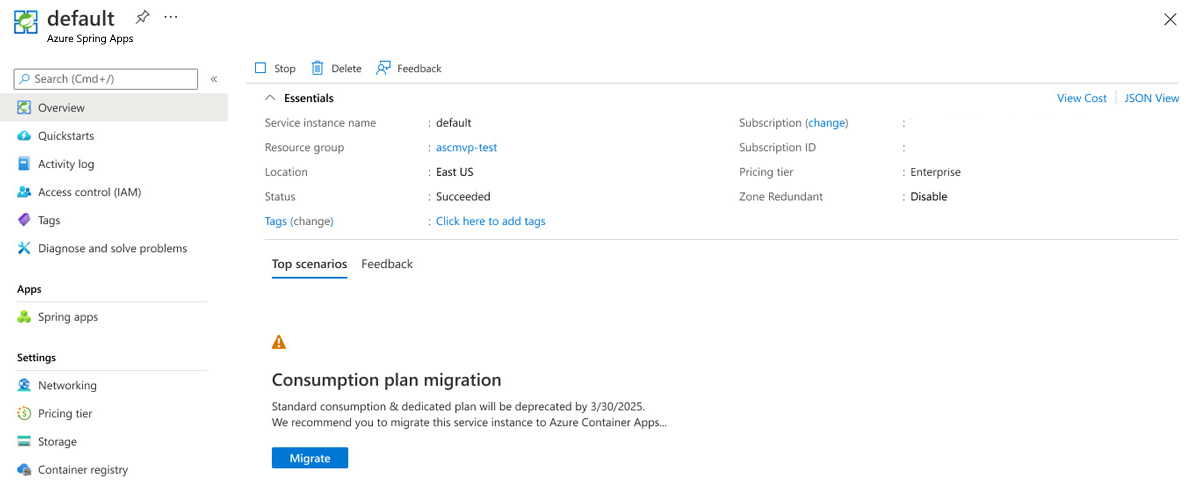 default
Azure Spring Apps
Search (Cmd+/)
Overview
Quickstarts
Activity log
Access control (IAM)
Tags
Diagnose and solve problems
Apps
Spring apps
Settings
Networking
Pricing tier
Storage
Container registry
Stop Delete Feedback
Essentials View Cost JSON View
Service instance name : default Subscription (change) :
Resource group : ascmvp-test Subscription ID :
Location : East US Pricing tier : Enterprise
Status : Succeeded Zone Redundant : Disable
Tags (change) : Click here to add tags
Top scenarios Feedback
Consumption plan migration
Standard consumption & dedicated plan will be deprecated by 3/30/2025.
We recommend you to migrate this service instance to Azure Container Apps...
Migrate